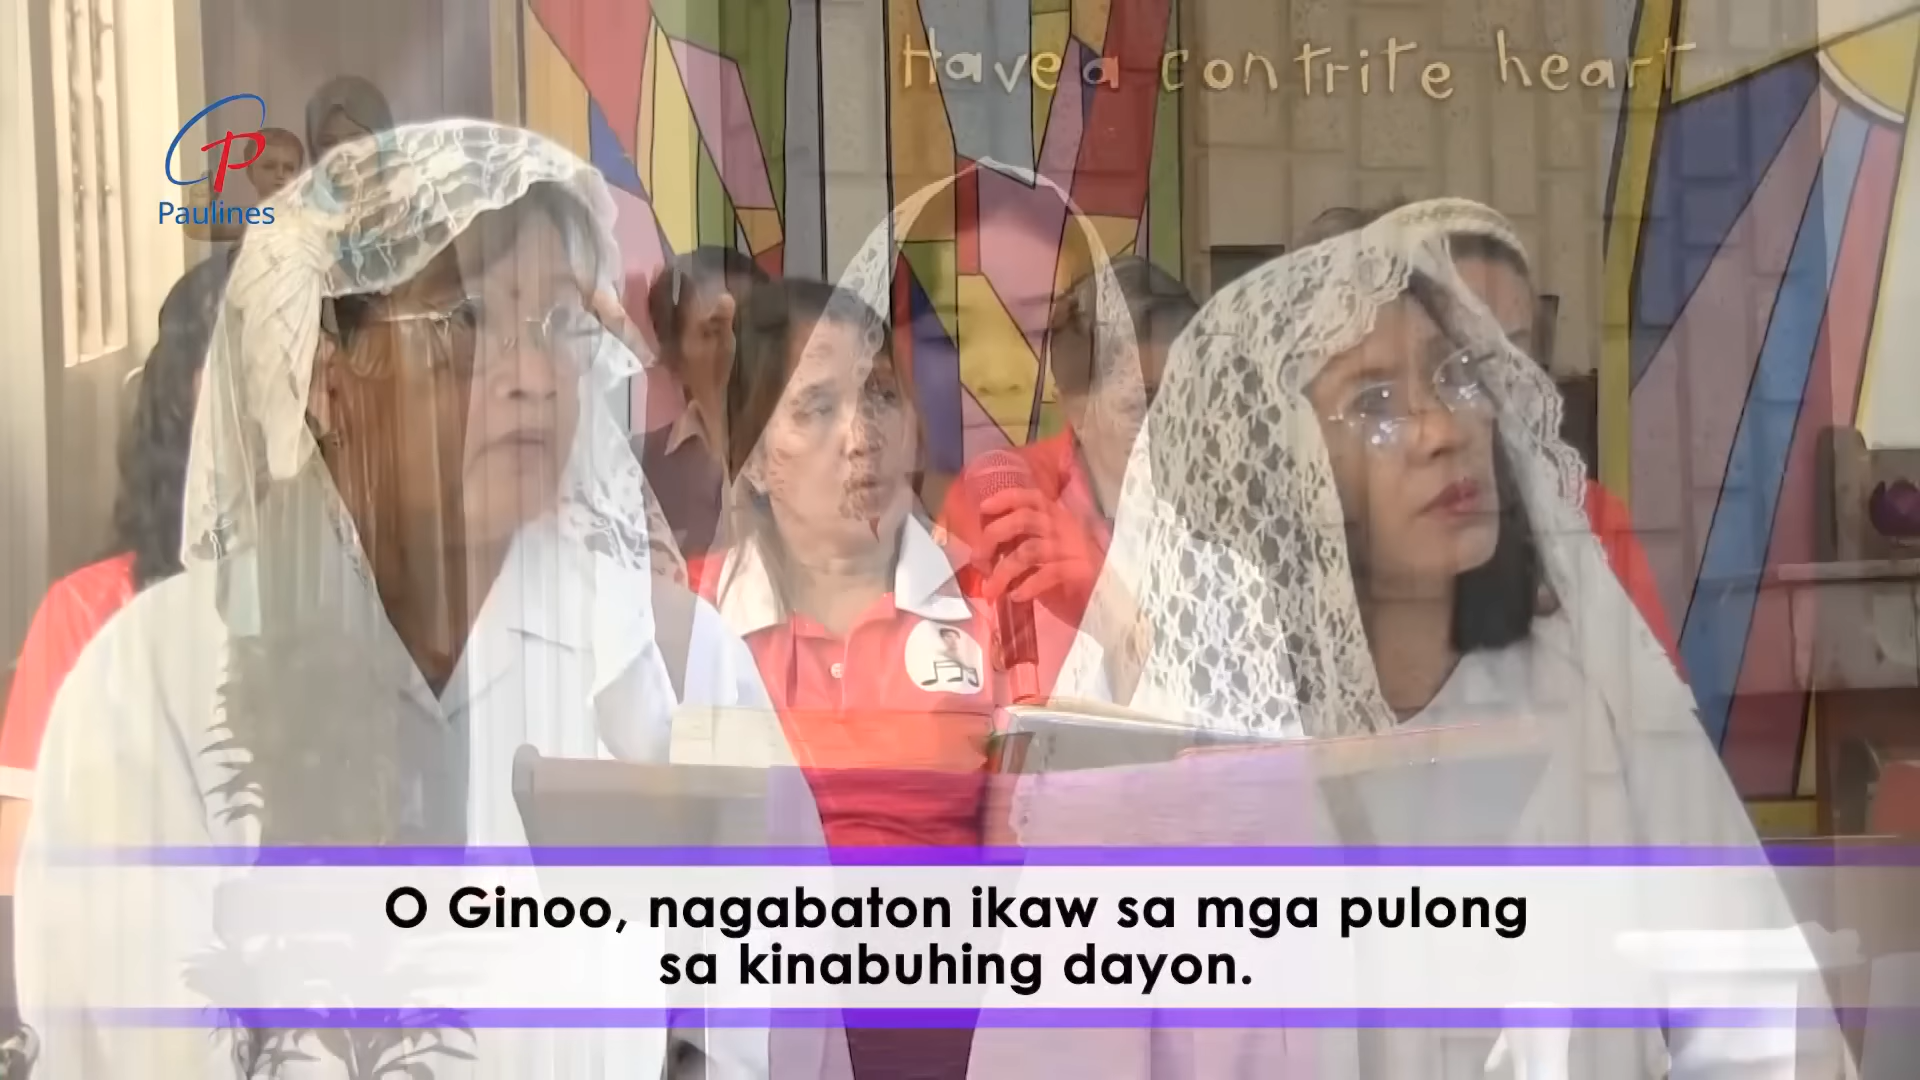 Have a contrite heart
P
Paulines
O Ginoo, nagabaton ikaw sa mga pulong
sa kinabuhing dayon.